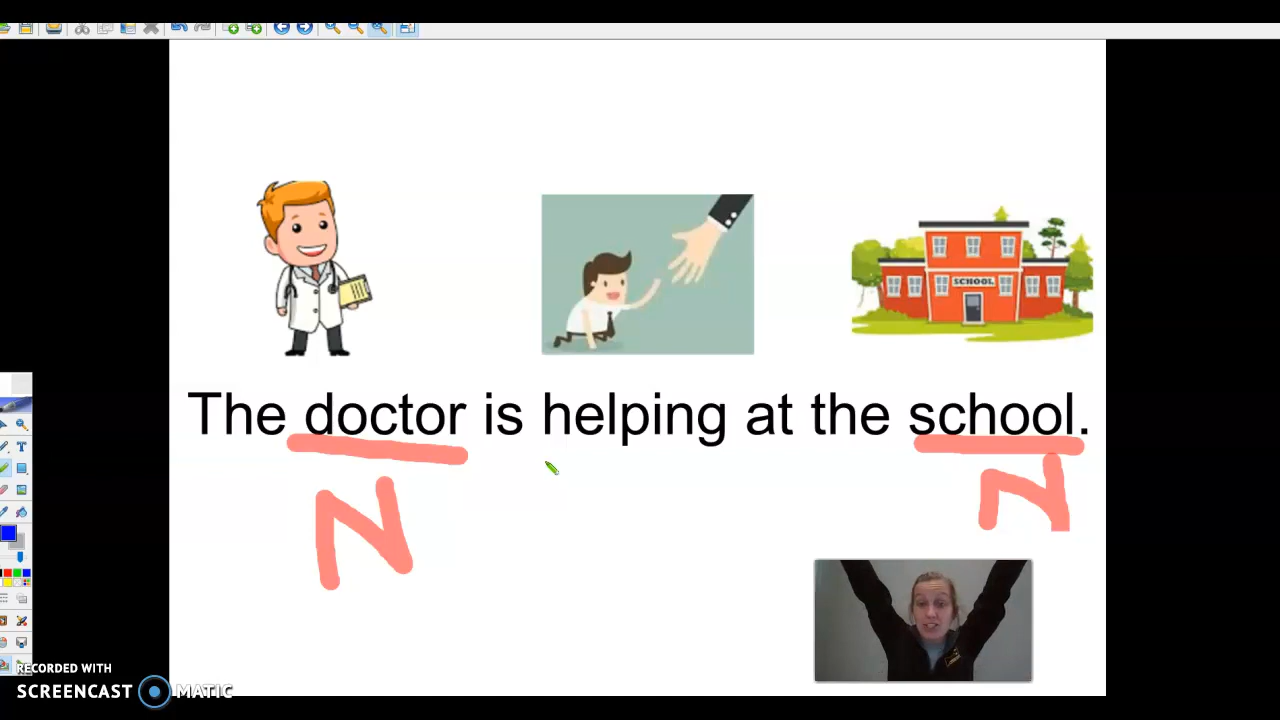 SCHOOL
The doctor is helping at the school.
N
N
RECORDED WITH
SCREENCAST MATIC